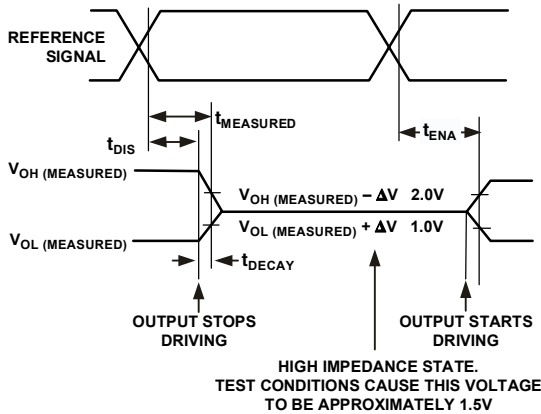 REFERENCE
SIGNAL
tMEASURED
tDIS
tENA
VOH (MEASURED)
VOH (MEASURED) – ΔV 2.0V
VOL (MEASURED) + ΔV 1.0V
VOL (MEASURED)
tDECAY
OUTPUT STOPS
DRIVING
OUTPUT STARTS
DRIVING
HIGH IMPEDANCE STATE.
TEST CONDITIONS CAUSE THIS VOLTAGE
TO BE APPROXIMATELY 1.5V